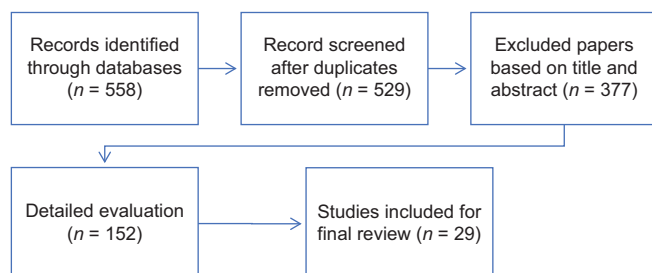 Records identified
through databases
(n = 558)
Record screened
after duplicates
removed (n = 529)
Excluded papers
based on title and
abstract (n = 377)
Detailed evaluation
(n = 152)
Studies included for
final review (n = 29)